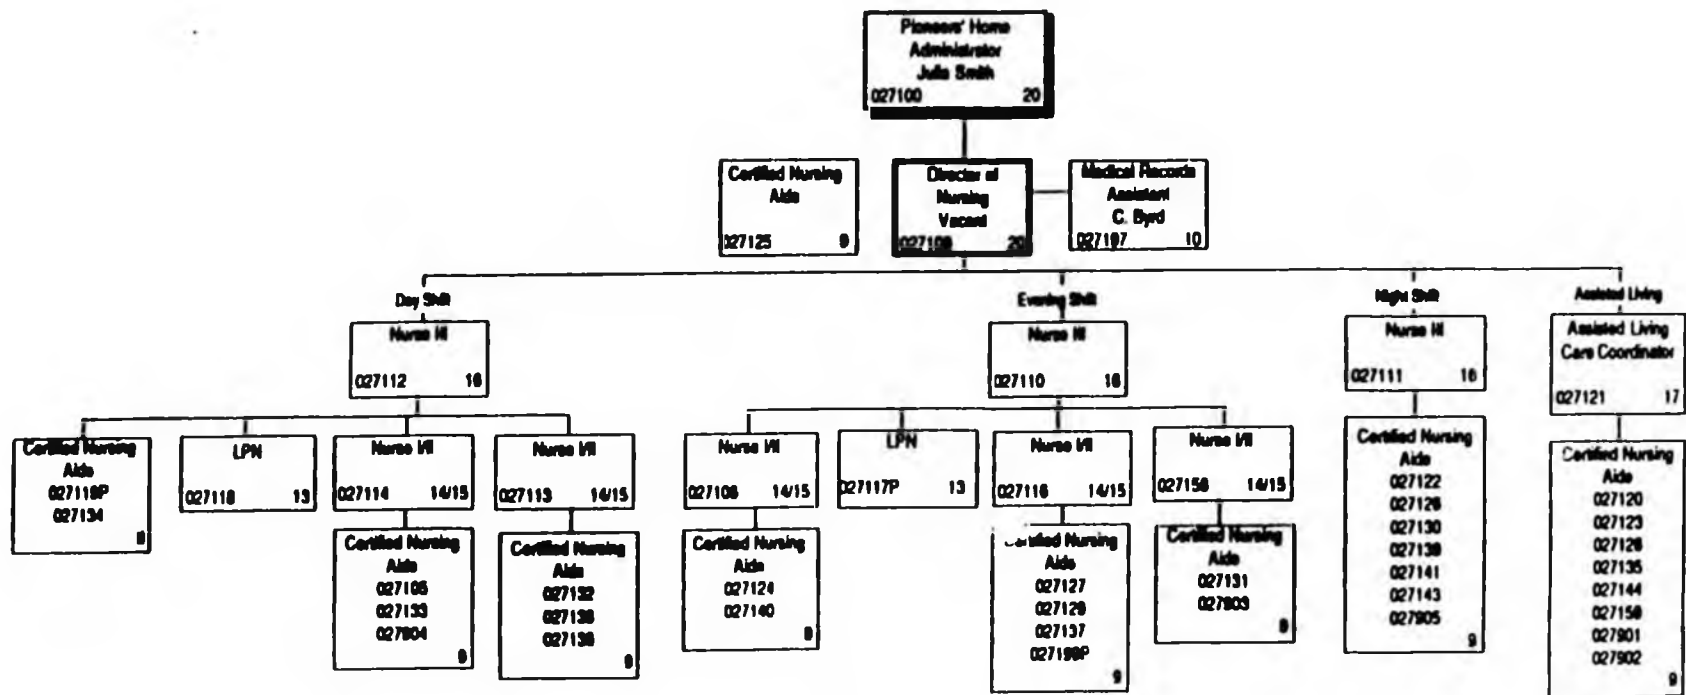 Pioneers' Home
Administrator
Julie Smith
027100 20
Certified Nursing
Aide
027125 9
Director of
Nursing
Vacant
20
Medical Records
Assistant
C. Byrd
027197 10
Day Shift
Evening Shift
Night Shift
Assisted Living
Nurse III
027112 16
Nurse III
027110 16
Nurse III
027111 16
Assisted Living
Care Coordinator
027121 17
Certified Nursing
Aide
027134
LPN
027118 13
Nurse I/II
027114 14/15
Nurse I/II
027113 14/15
Nurse I/II
14/15
LPN
027117P 13
Nurse I/II
027116 14/15
Nurse I/II
14/15
Certified Nursing
Aide
027133
027904
9
Certified Nursing
Aide
027132
9
Certified Nursing
Aide
027124
027140
9
Certified Nursing
Aide
027127
027137
9
Certified Nursing
Aide
027131
027903
9
Certified Nursing
Aide
027122
027130
027141
027143
027905
9
Certified Nursing
Aide
027120
027123
027135
027144
027901
027902
9